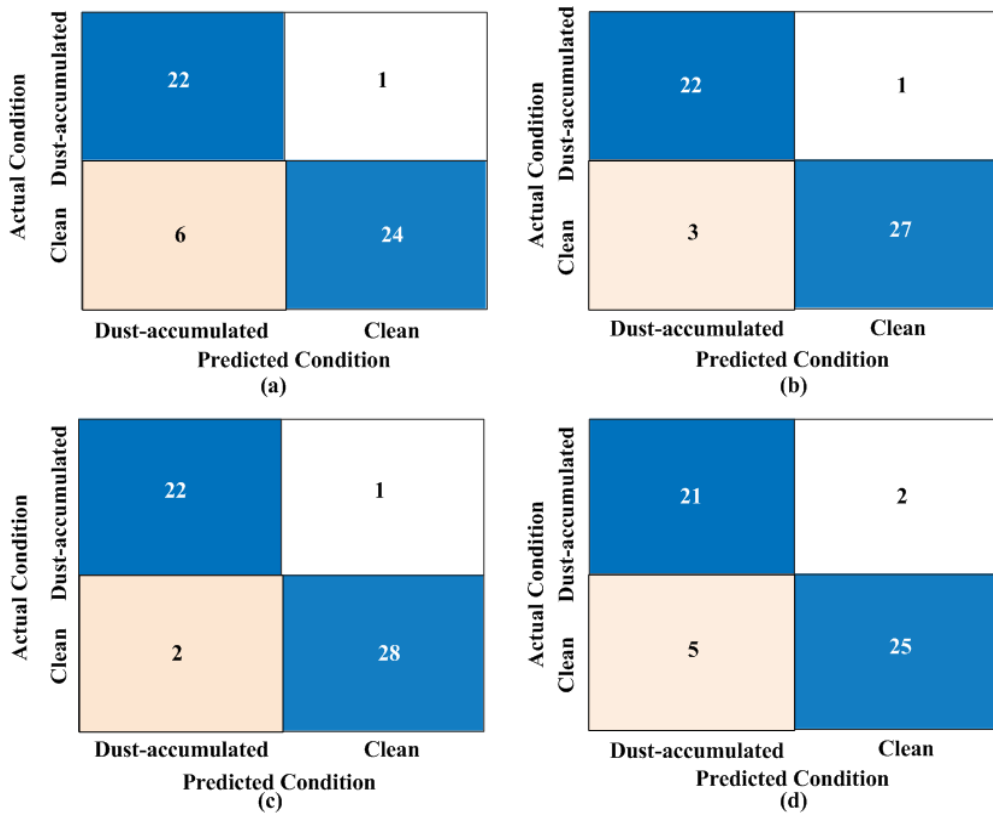 Actual Condition
Dust-accumulated
Clean
22
1
6
24
Dust-accumulated
Clean
Predicted Condition
(a)
Actual Condition
Dust-accumulated
Clean
22
1
3
27
Dust-accumulated
Clean
Predicted Condition
(b)
Actual Condition
Dust-accumulated
Clean
22
1
2
28
Dust-accumulated
Clean
Predicted Condition
(c)
Actual Condition
Dust-accumulated
Clean
21
2
5
25
Dust-accumulated
Clean
Predicted Condition
(d)